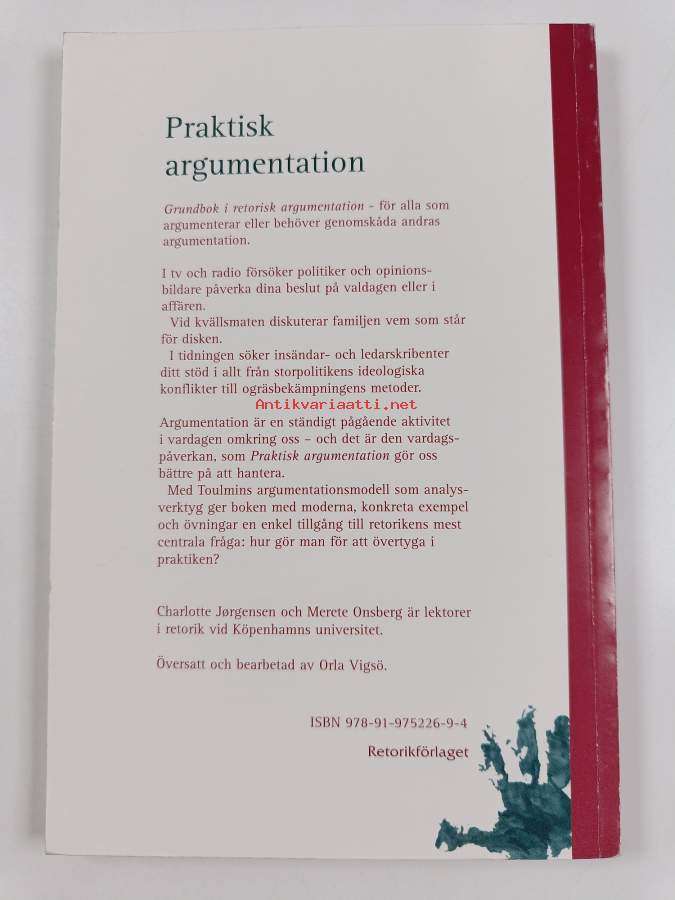 Praktisk
argumentation
Grundbok i retorisk argumentation - för alla som
argumenterar eller behöver genomskåda andras
argumentation.
I tv och radio försöker politiker och opinions-
bildare påverka dina beslut på valdagen eller i
affären.
Vid kvällsmaten diskuterar familjen vem som står
för disken.
I tidningen söker insändar- och ledarskribenter
ditt stöd i allt från storpolitikens ideologiska
konflikter till ogräsbekämpningens metoder.
Antikvariaatti.net
Argumentation är en ständigt pågående aktivitet
i vardagen omkring oss – och det är den vardags-
påverkan, som Praktisk argumentation gör oss
bättre på att hantera.
Med Toulmins argumentationsmodell som analys-
verktyg ger boken med moderna, konkreta exempel
och övningar en enkel tillgång till retorikens mest
centrala fråga: hur gör man för att övertyga i
praktiken?
Charlotte Jørgensen och Merete Onsberg är lektorer
i retorik vid Köpenhamns universitet.
Översatt och bearbetad av Orla Vigsö.
ISBN 978-91-975226-9-4
Retorikförlaget